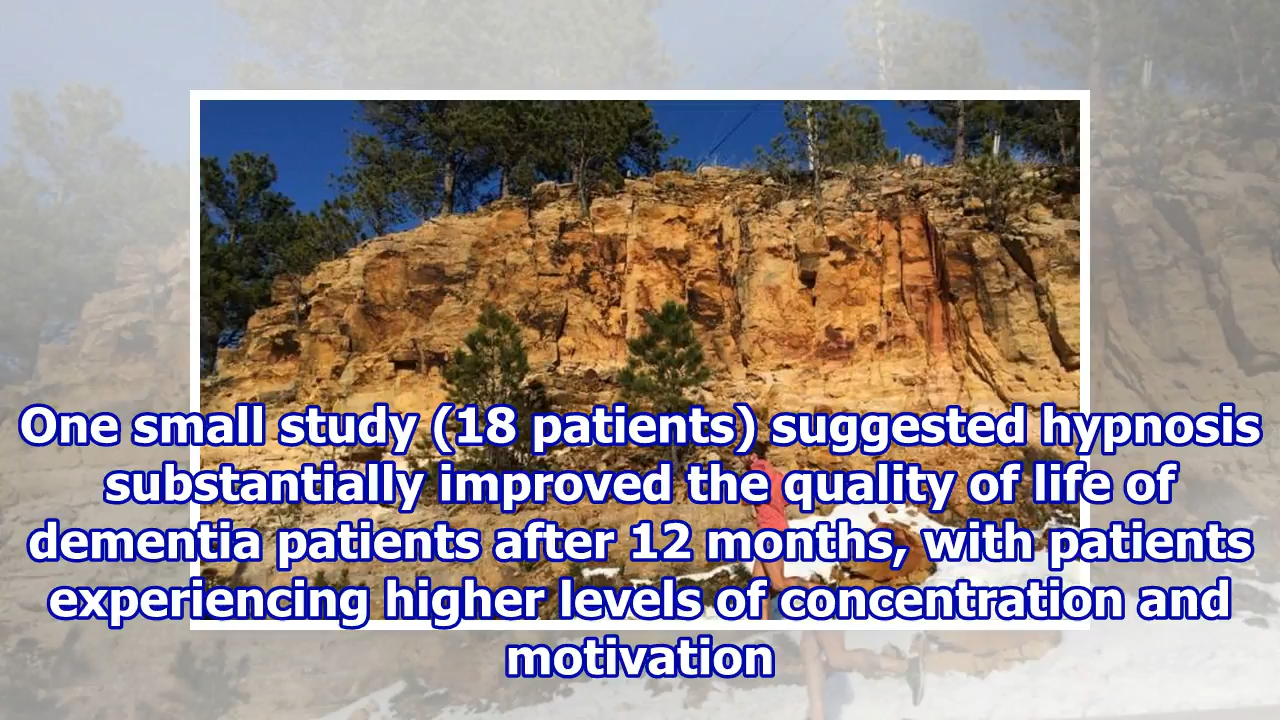 One small study (18 patients) suggested hypnosis
substantially improved the quality of life of
dementia patients after 12 months, with patients
experiencing higher levels of concentration and
motivation